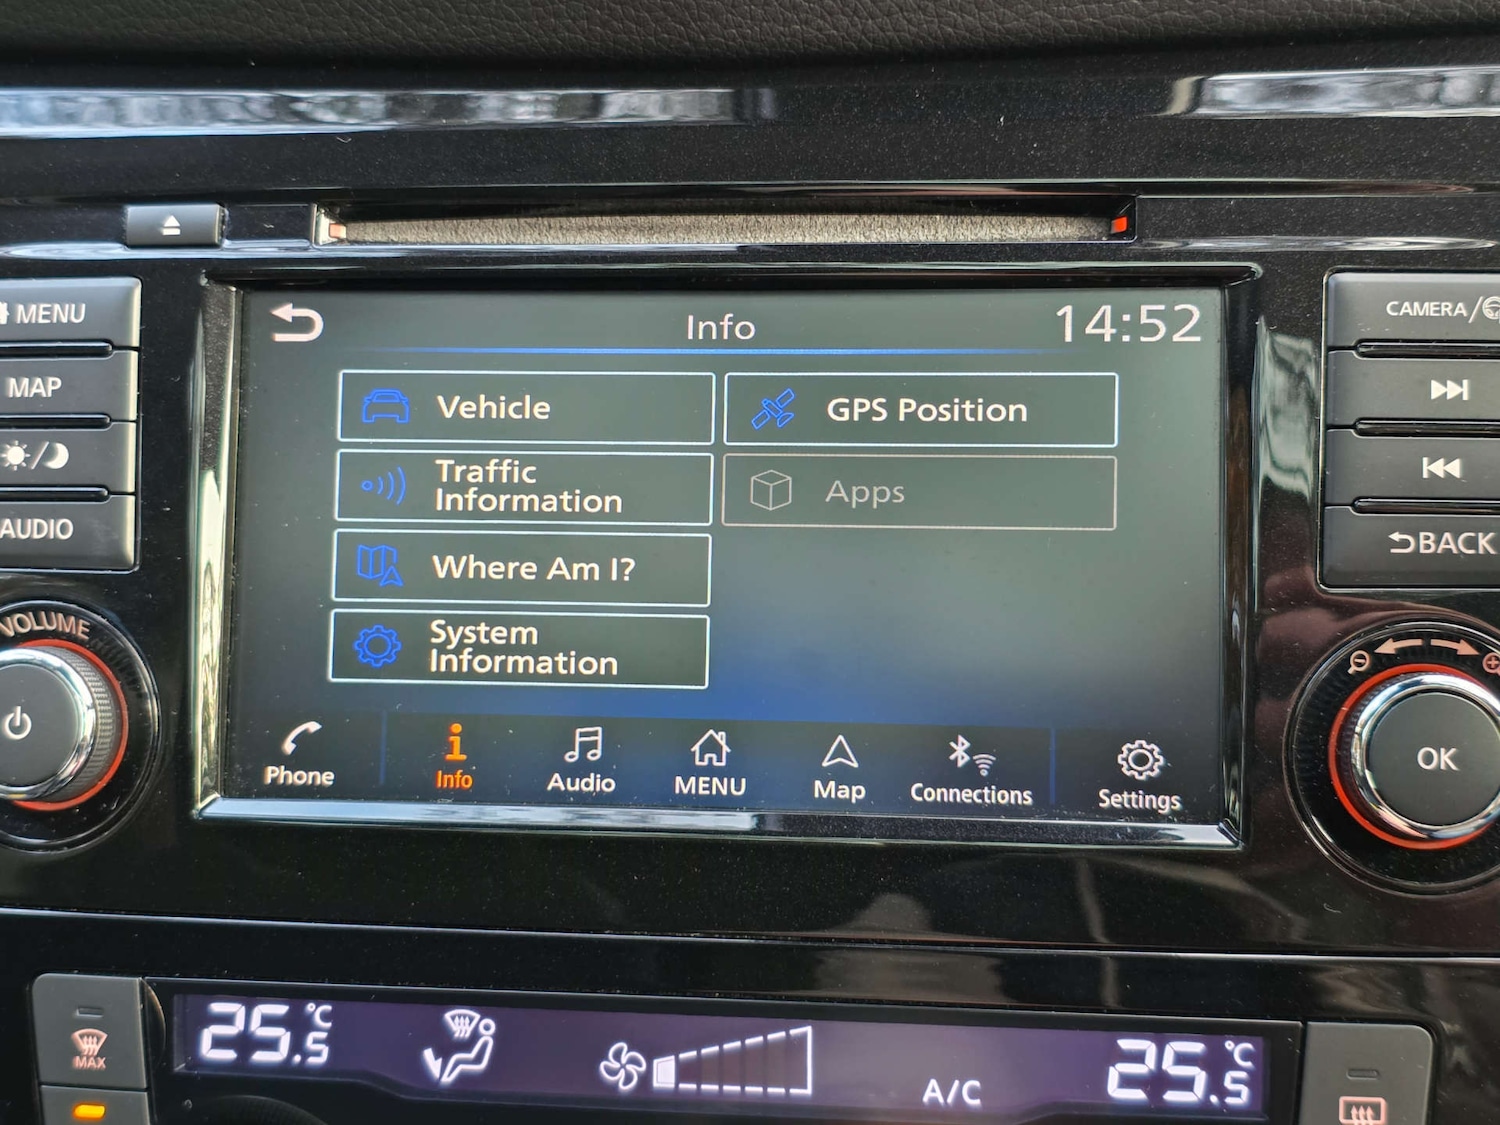 MENU
MAP
AUDIO
VOLUME
Info
14:52
Vehicle
GPS Position
Traffic
Information
Apps
Where Am I?
System
Information
Phone
Info
Audio
MENU
Map
Connections
Settings
CAMERA/
BACK
OK
MAX
25.5°C
A/C
25.5°C